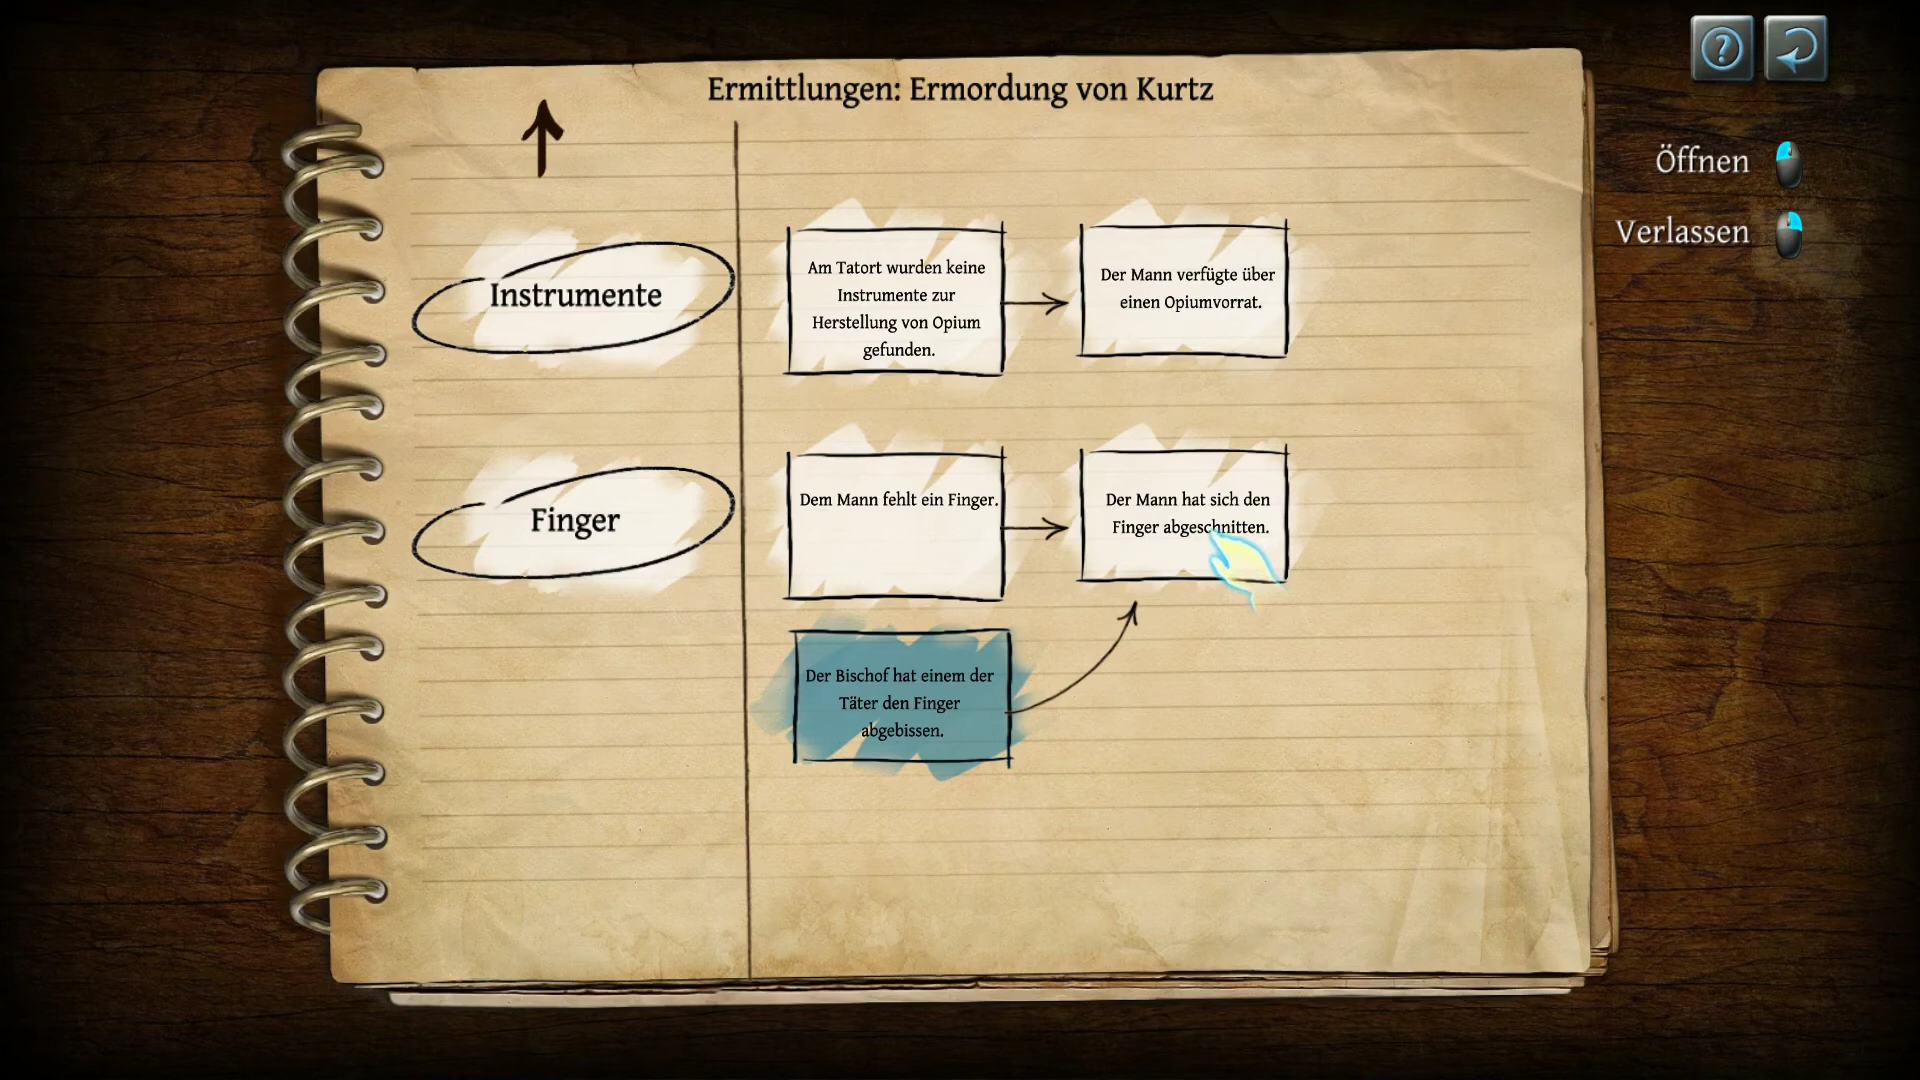 Ermittlungen: Ermordung von Kurtz
Öffnen
Verlassen
Instrumente
Am Tatort wurden keine
Instrumente zur
Herstellung von Opium
gefunden.
Der Mann verfügte über
einen Opiumvorrat.
Finger
Dem Mann fehlt ein Finger.
Der Mann hat sich den
Finger abgeschnitten.
Der Bischof hat einem der
Täter den Finger
abgebissen.